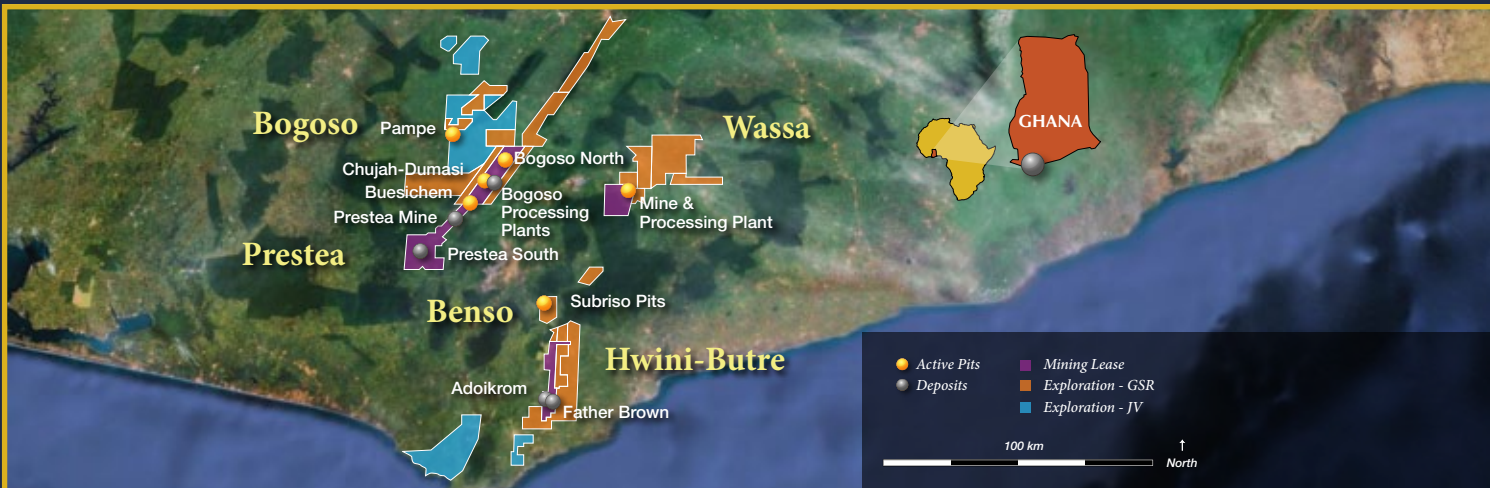 Bogoso
Pampe
Chujah-Dumasi
Buesichem
Prestea Mine
Prestea
Bogoso North
Bogoso
Processing
Plants
Prestea South
Wassa
Mine &
Processing Plant
Benso
Subriso Pits
Hwini-Butre
Adoikrom
Father Brown
GHANA
Active Pits
Deposits
Mining Lease
Exploration - GSR
Exploration - JV
100 km
North